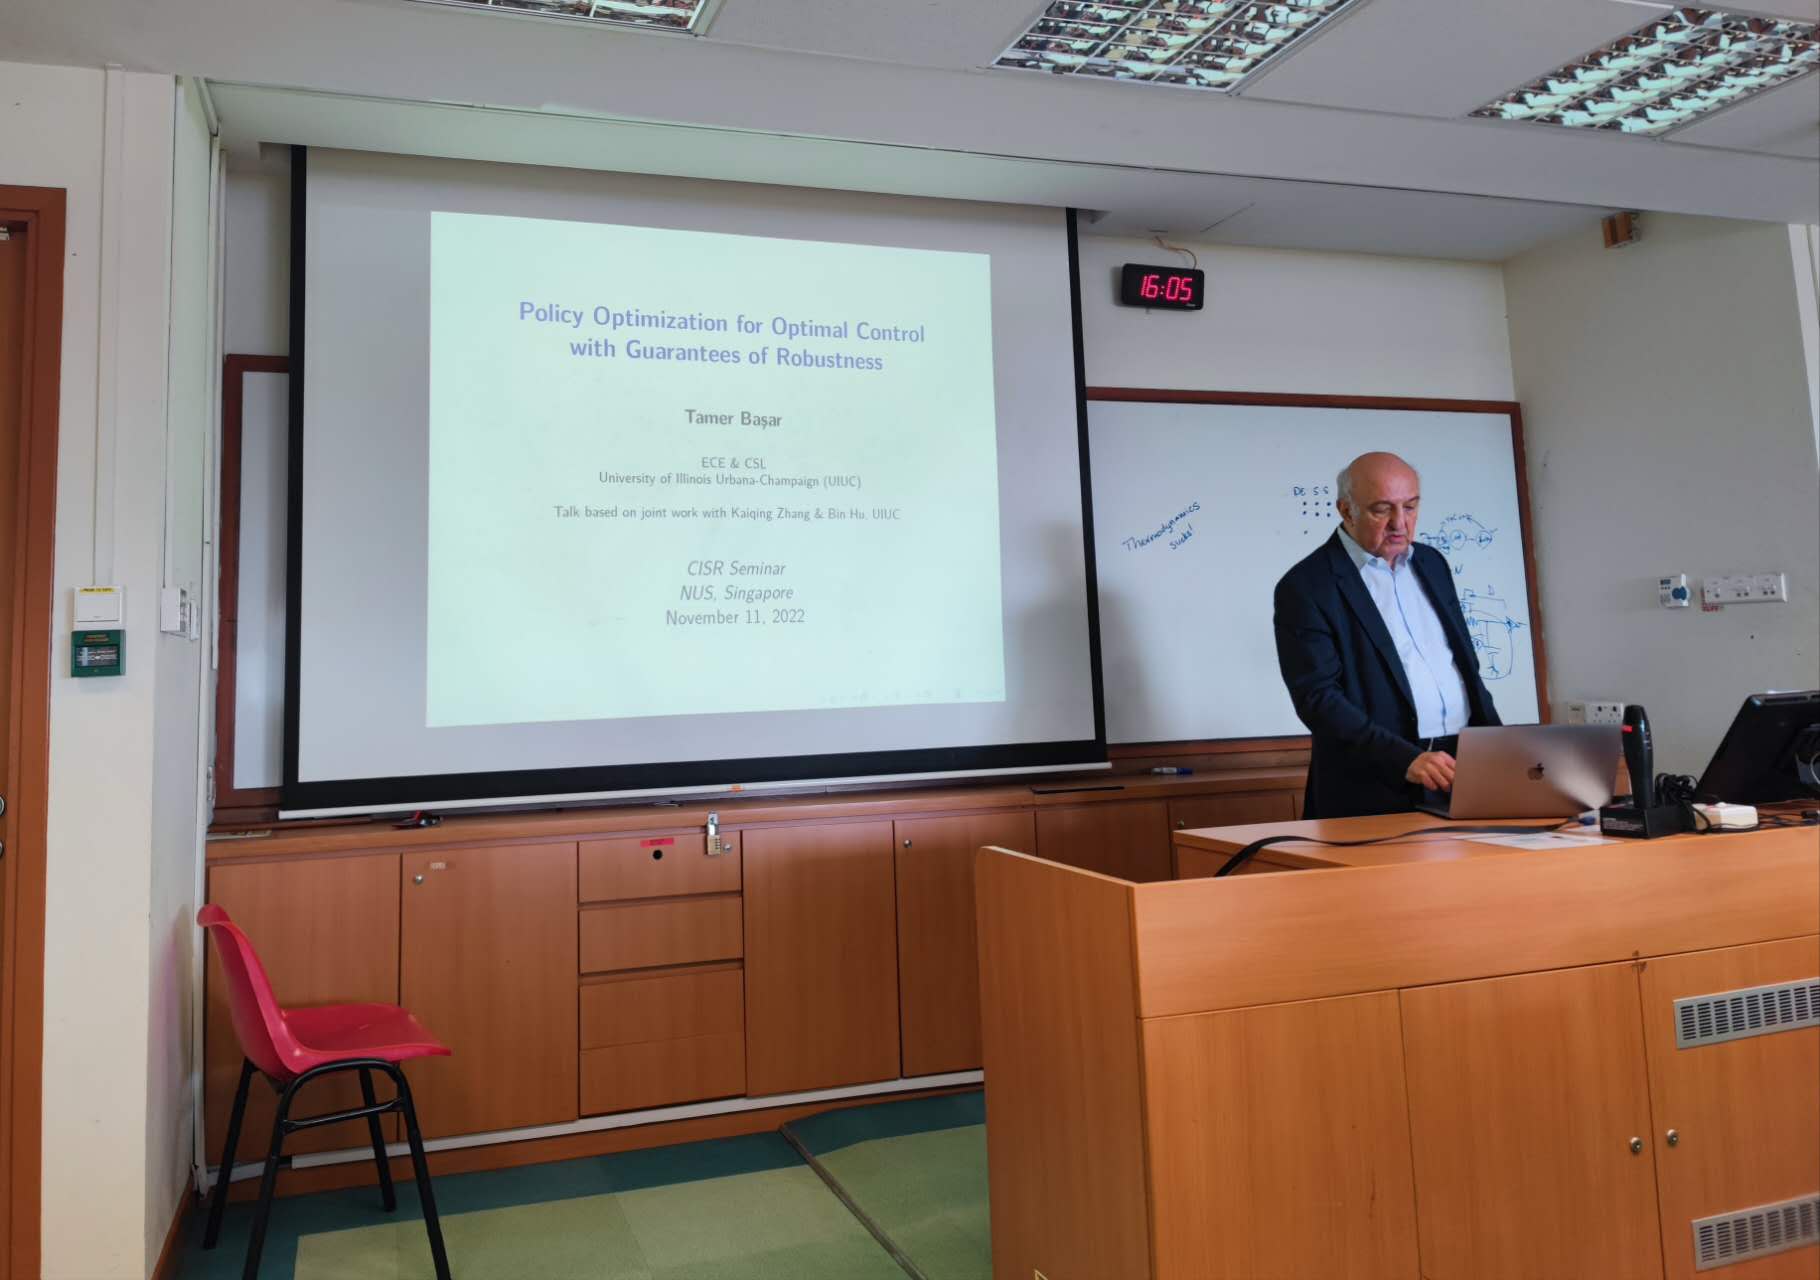 Policy Optimization for Optimal Control
with Guarantees of Robustness
Tamer Başar
ECE & CSL
University of Illinois Urbana-Champaign (UIUC)
Talk based on joint work with Kaiqing Zhang & Bin Hu, UIUC
CISR Seminar
NUS, Singapore
November 11, 2022
16:05
Thermodynamics
sucks!
DE S S
N
D